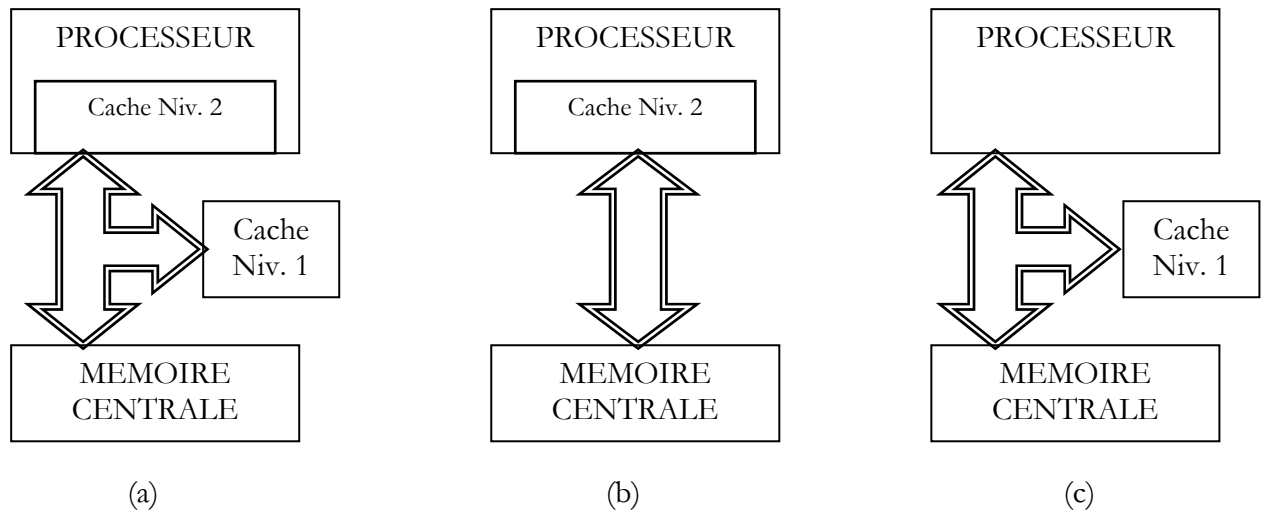 PROCESSEUR
Cache Niv. 2
Cache
Niv. 1
MEMOIRE
CENTRALE
(a)
PROCESSEUR
Cache Niv. 2
MEMOIRE
CENTRALE
(b)
PROCESSEUR
Cache
Niv. 1
MEMOIRE
CENTRALE
(c)